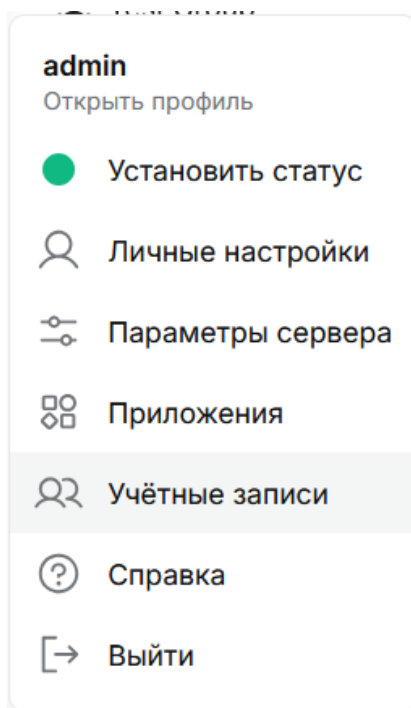 admin
Открыть профиль
Установить статус
Личные настройки
Параметры сервера
Приложения
Учётные записи
Справка
Выйти